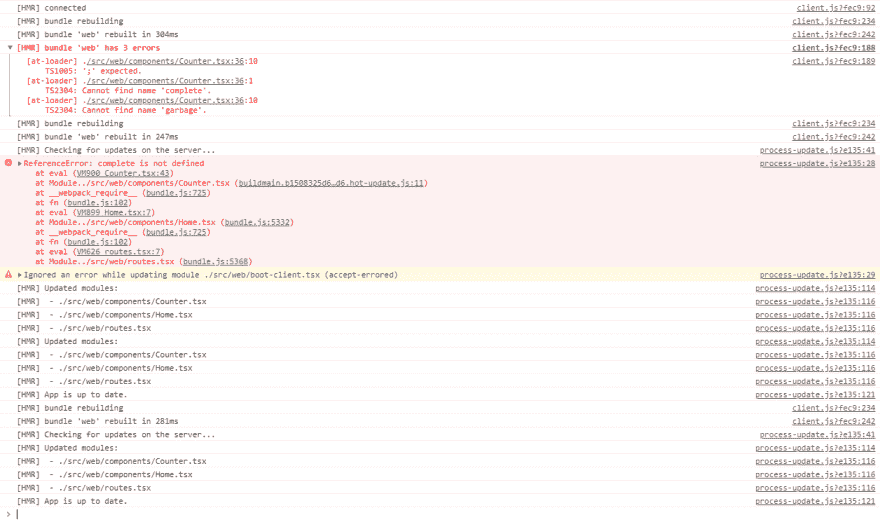 [HMR] connected client.js?fec9:92
[HMR] bundle rebuilding client.js?fec9:234
[HMR] bundle 'web' rebuilt in 304ms client.js?fec9:242
[HMR] bundle 'web' has 3 errors client.js?fec9:188
[at-loader] ./src/web/components/Counter.tsx:36:10 client.js?fec9:189
TS1005: ';' expected.
[at-loader] ./src/web/components/Counter.tsx:36:1
TS2304: Cannot find name 'complete'.
[at-loader] ./src/web/components/Counter.tsx:36:10
TS2304: Cannot find name 'garbage'.
[HMR] bundle rebuilding client.js?fec9:234
[HMR] bundle 'web' rebuilt in 247ms client.js?fec9:242
[HMR] Checking for updates on the server... process-update.js?e135:41
ReferenceError: complete is not defined process-update.js?e135:28
at eval (VM900 Counter.tsx:43)
at Module../src/web/components/Counter.tsx (buildmain.b1508325d6…d6.hot-update.js:11)
at __webpack_require__ (bundle.js:725)
at fn (bundle.js:102)
at eval (VM899 Home.tsx:7)
at Module../src/web/components/Home.tsx (bundle.js:5332)
at __webpack_require__ (bundle.js:725)
at fn (bundle.js:102)
at eval (VM626 routes.tsx:7)
at Module../src/web/routes.tsx (bundle.js:5368)
Ignored an error while updating module ./src/web/boot-client.tsx (accept-errored) process-update.js?e135:29
[HMR] Updated modules: process-update.js?e135:114
[HMR] - ./src/web/components/Counter.tsx process-update.js?e135:116
[HMR] - ./src/web/components/Home.tsx process-update.js?e135:116
[HMR] - ./src/web/routes.tsx process-update.js?e135:116
[HMR] Updated modules: process-update.js?e135:114
[HMR] - ./src/web/components/Counter.tsx process-update.js?e135:116
[HMR] - ./src/web/components/Home.tsx process-update.js?e135:116
[HMR] - ./src/web/routes.tsx process-update.js?e135:116
[HMR] App is up to date. process-update.js?e135:121
[HMR] bundle rebuilding client.js?fec9:234
[HMR] bundle 'web' rebuilt in 281ms client.js?fec9:242
[HMR] Checking for updates on the server... process-update.js?e135:41
[HMR] Updated modules: process-update.js?e135:114
[HMR] - ./src/web/components/Counter.tsx process-update.js?e135:116
[HMR] - ./src/web/components/Home.tsx process-update.js?e135:116
[HMR] - ./src/web/routes.tsx process-update.js?e135:116
[HMR] App is up to date. process-update.js?e135:121